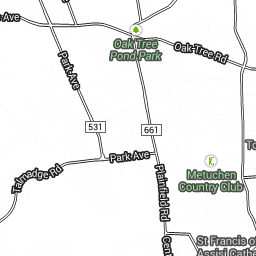 Ave
Oak Tree
Pond Park
Oak-Tree Rd
Park Ave
531
661
Park Ave
Metuchen
Country Club
Talmadge Rd
Plainfield Rd
St Francis of
Assisi Cath